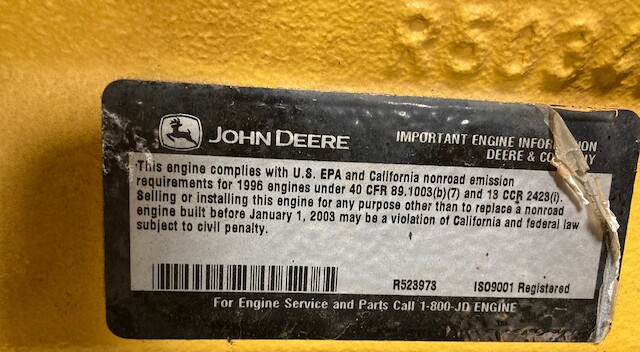 JOHN DEERE
IMPORTANT ENGINE
DEERE &
This engine complies with U.S. EPA and California nonroad emission
requirements for 1996 engines under 40 CFR 89.1003(b)(7) and 13 CCR 2423(i).
Selling or installing this engine for any purpose other than to replace a nonroad
engine built before January 1, 2003 may be a violation of California and federal law
subject to civil penalty.
R523973 ISO9001 Registered
For Engine Service and Parts Call 1-800-JD ENGINE